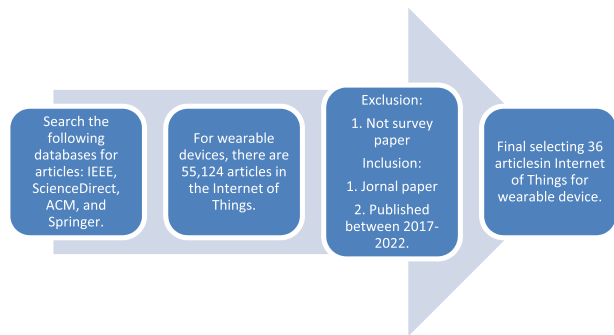 Search the
following
databases for
articles: IEEE,
ScienceDirect,
ACM, and
Springer.
For wearable
devices, there are
55,124 articles in
the Internet of
Things.
Exclusion:
1. Not survey
paper
Inclusion:
1. Jornal paper
2. Published
between 2017-
2022.
Final selecting 36
articlesin Internet
of Things for
wearable device.